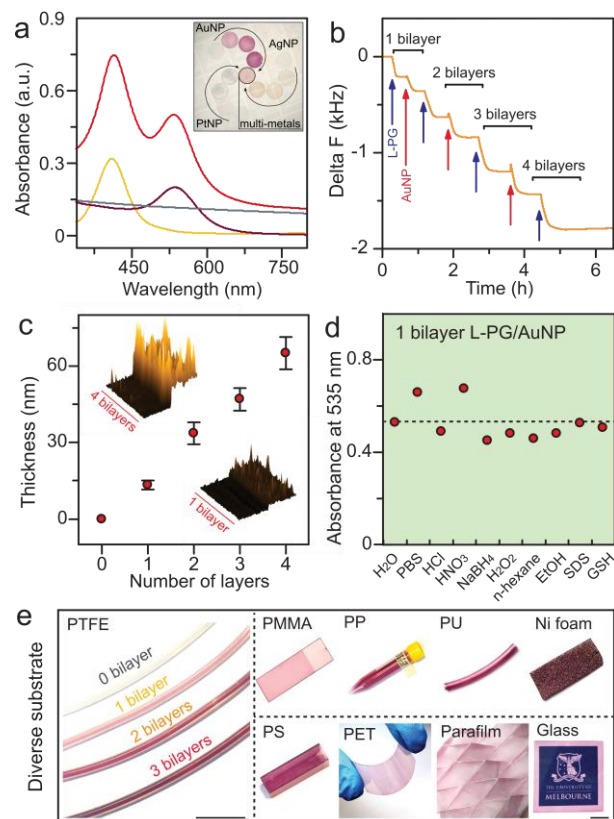 a
AuNP
AgNP
PtNP
multi-metals
Absorbance (a.u.)
0.9
0.6
0.3
0
450
600
750
Wavelength (nm)
b
Delta F (kHz)
0
-1
-2
1 bilayer
2 bilayers
3 bilayers
4 bilayers
L-PG
AuNP
0
2
4
6
Time (h)
c
Thickness (nm)
60
30
0
4 bilayers
1 bilayer
0
1
2
3
4
Number of layers
d
1 bilayer L-PG/AuNP
Absorbance at 535 nm
0.8
0.4
0
H₂O
PBS
HCl
HNO₃
NaBH4
H₂O₂
n-hexane
EtOH
SDS
GSH
e
Diverse substrate
PTFE
0 bilayer
1 bilayer
2 bilayers
3 bilayers
PMMA
PP
PU
Ni foam
PS
PET
Parafilm
Glass
MELBOURNE